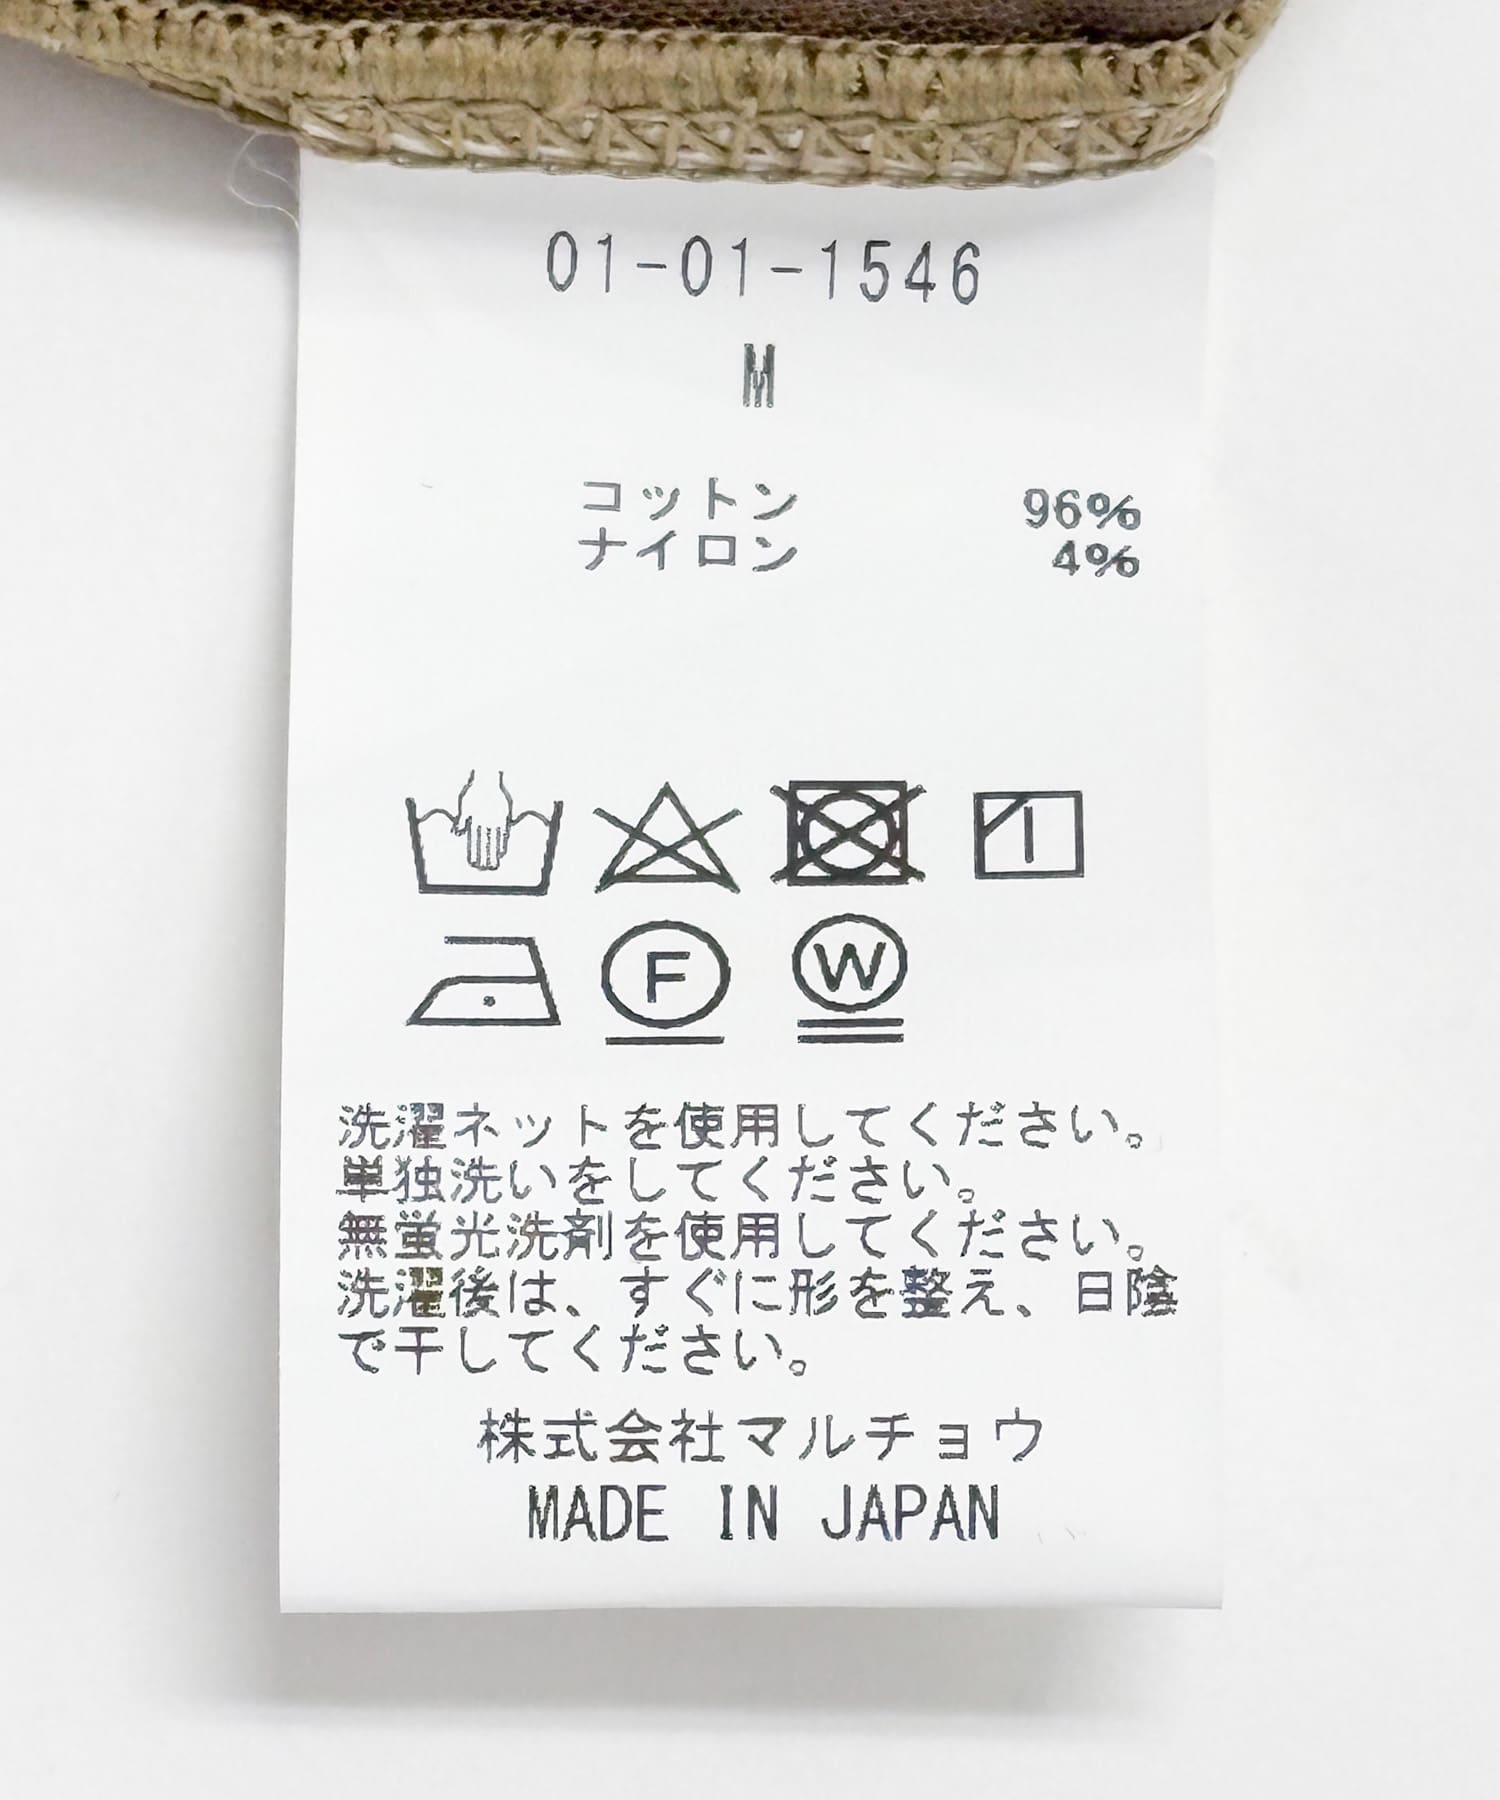 01-01-1546
M
コットン 96%
ナイロン 4%
F W
洗濯ネットを使用してください。
単独洗いをしてください。
無蛍光洗剤を使用してください。
洗濯後は、すぐに形を整え、日陰
で干してください。
株式会社マルチョウ
MADE IN JAPAN